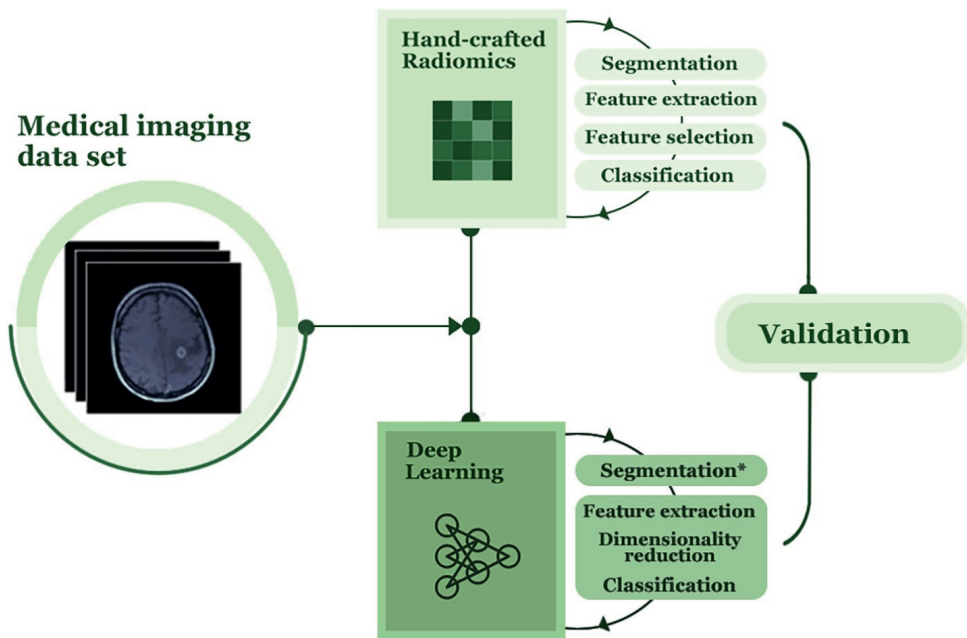 Medical imaging
data set
Hand-crafted
Radiomics
Segmentation
Feature extraction
Feature selection
Classification
Deep
Learning
Segmentation*
Feature extraction
Dimensionality
reduction
Classification
Validation